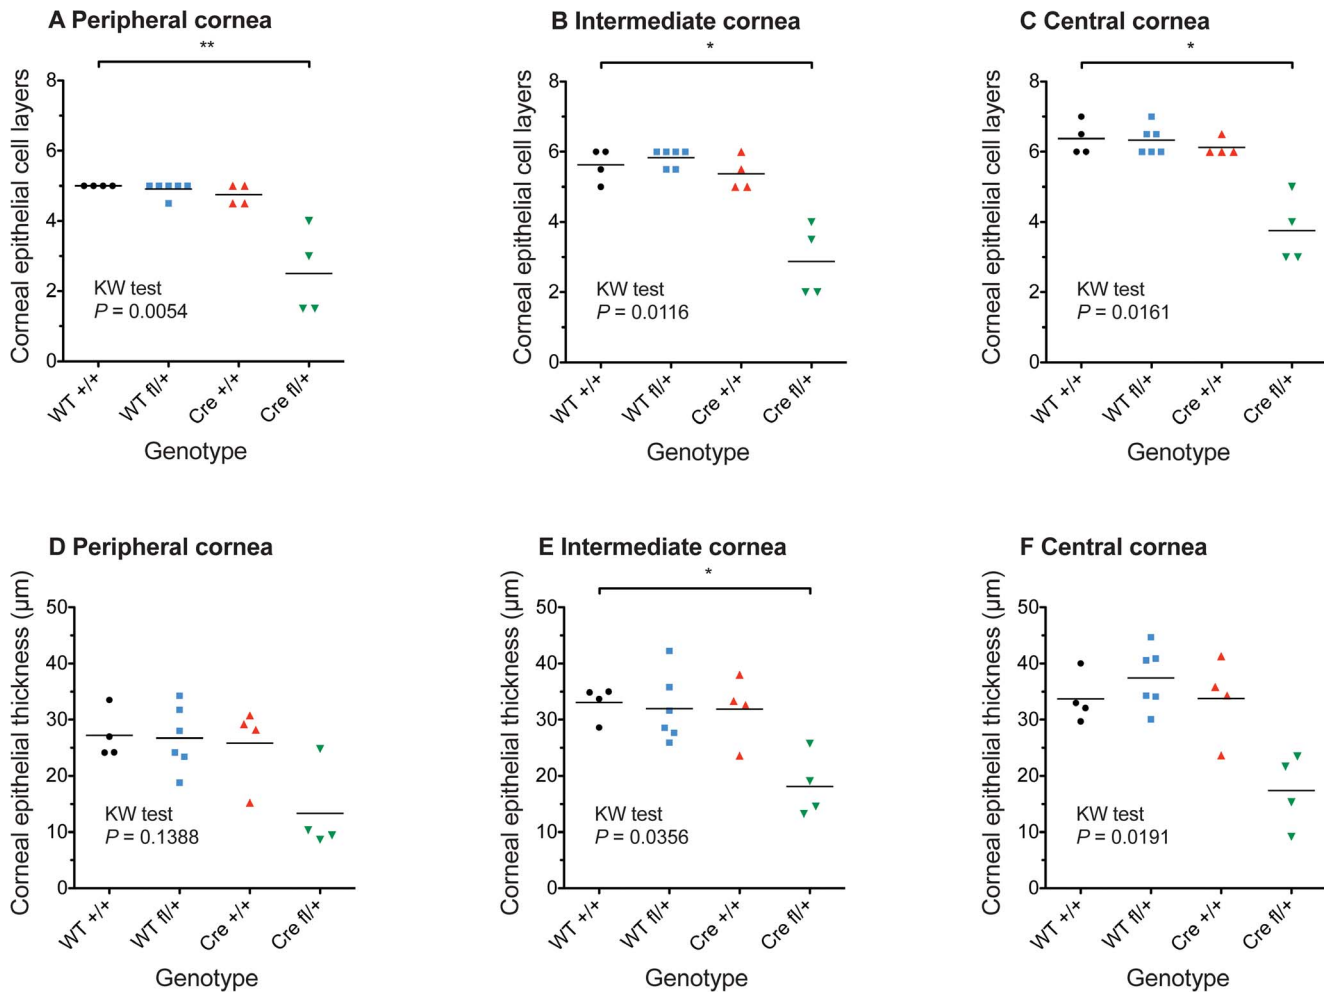 A Peripheral cornea
**
Corneal epithelial cell layers
8
6
4
2
0
KW test
P = 0.0054
WT +/+
WT fl/+
Cre +/+
Cre fl/+
Genotype
B Intermediate cornea
*
Corneal epithelial cell layers
8
6
4
2
0
KW test
P = 0.0116
WT +/+
WT fl/+
Cre +/+
Cre fl/+
Genotype
C Central cornea
*
Corneal epithelial cell layers
8
6
4
2
0
KW test
P = 0.0161
WT +/+
WT fl/+
Cre +/+
Cre fl/+
Genotype
D Peripheral cornea
Corneal epithelial thickness (µm)
50
40
30
20
10
0
KW test
P = 0.1388
WT +/+
WT fl/+
Cre +/+
Cre fl/+
Genotype
E Intermediate cornea
*
Corneal epithelial thickness (µm)
50
40
30
20
10
0
KW test
P = 0.0356
WT +/+
WT fl/+
Cre +/+
Cre fl/+
Genotype
F Central cornea
Corneal epithelial thickness (µm)
50
40
30
20
10
0
KW test
P = 0.0191
WT +/+
WT fl/+
Cre +/+
Cre fl/+
Genotype